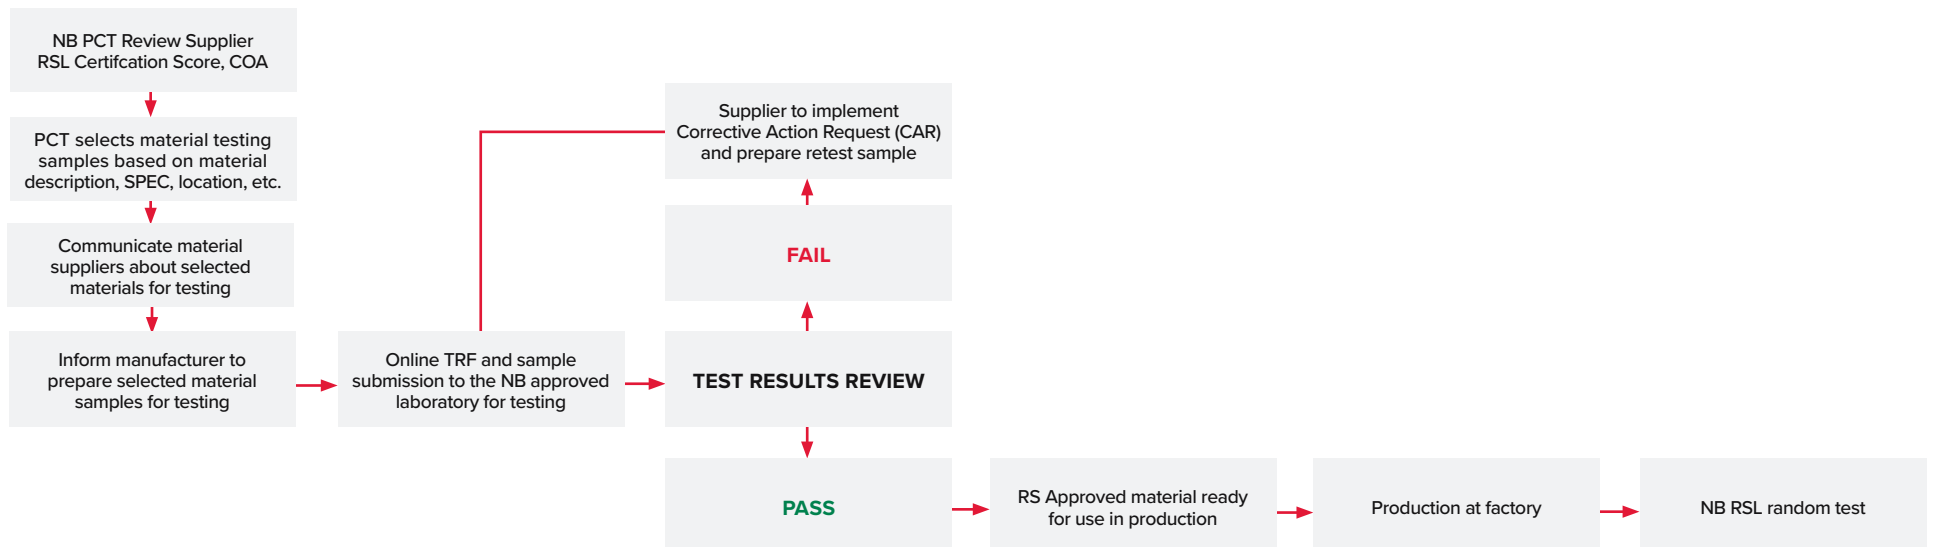 NB PCT Review Supplier
RSL Certifcation Score, COA
PCT selects material testing
samples based on material
description, SPEC, location, etc.
Communicate material
suppliers about selected
materials for testing
Inform manufacturer to
prepare selected material
samples for testing
Online TRF and sample
submission to the NB approved
laboratory for testing
Supplier to implement
Corrective Action Request (CAR)
and prepare retest sample
FAIL
TEST RESULTS REVIEW
PASS
RS Approved material ready
for use in production
Production at factory
NB RSL random test